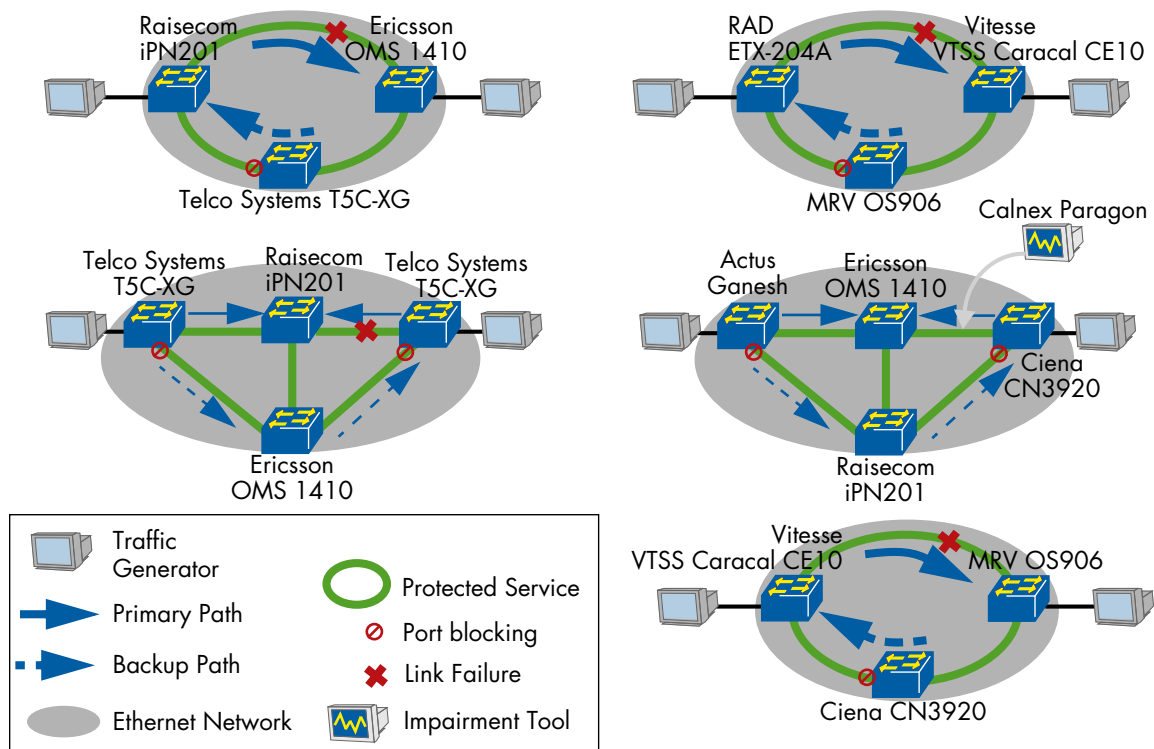 Raisecom
iPN201
Ericsson
OMS 1410
Telco Systems T5C-XG
RAD
ETX-204A
Vitesse
VTSS Caracal CE10
MRV OS906
Telco Systems
T5C-XG
Raisecom
iPN201
Telco Systems
T5C-XG
Ericsson
OMS 1410
Calnex Paragon
Actus
Ganesh
Ericsson
OMS 1410
Ciena
CN3920
Raisecom
iPN201
Vitesse
VTSS Caracal CE10
MRV OS906
Ciena CN3920
Traffic
Generator
Primary Path
Backup Path
Ethernet Network
Protected Service
Port blocking
Link Failure
Impairment Tool